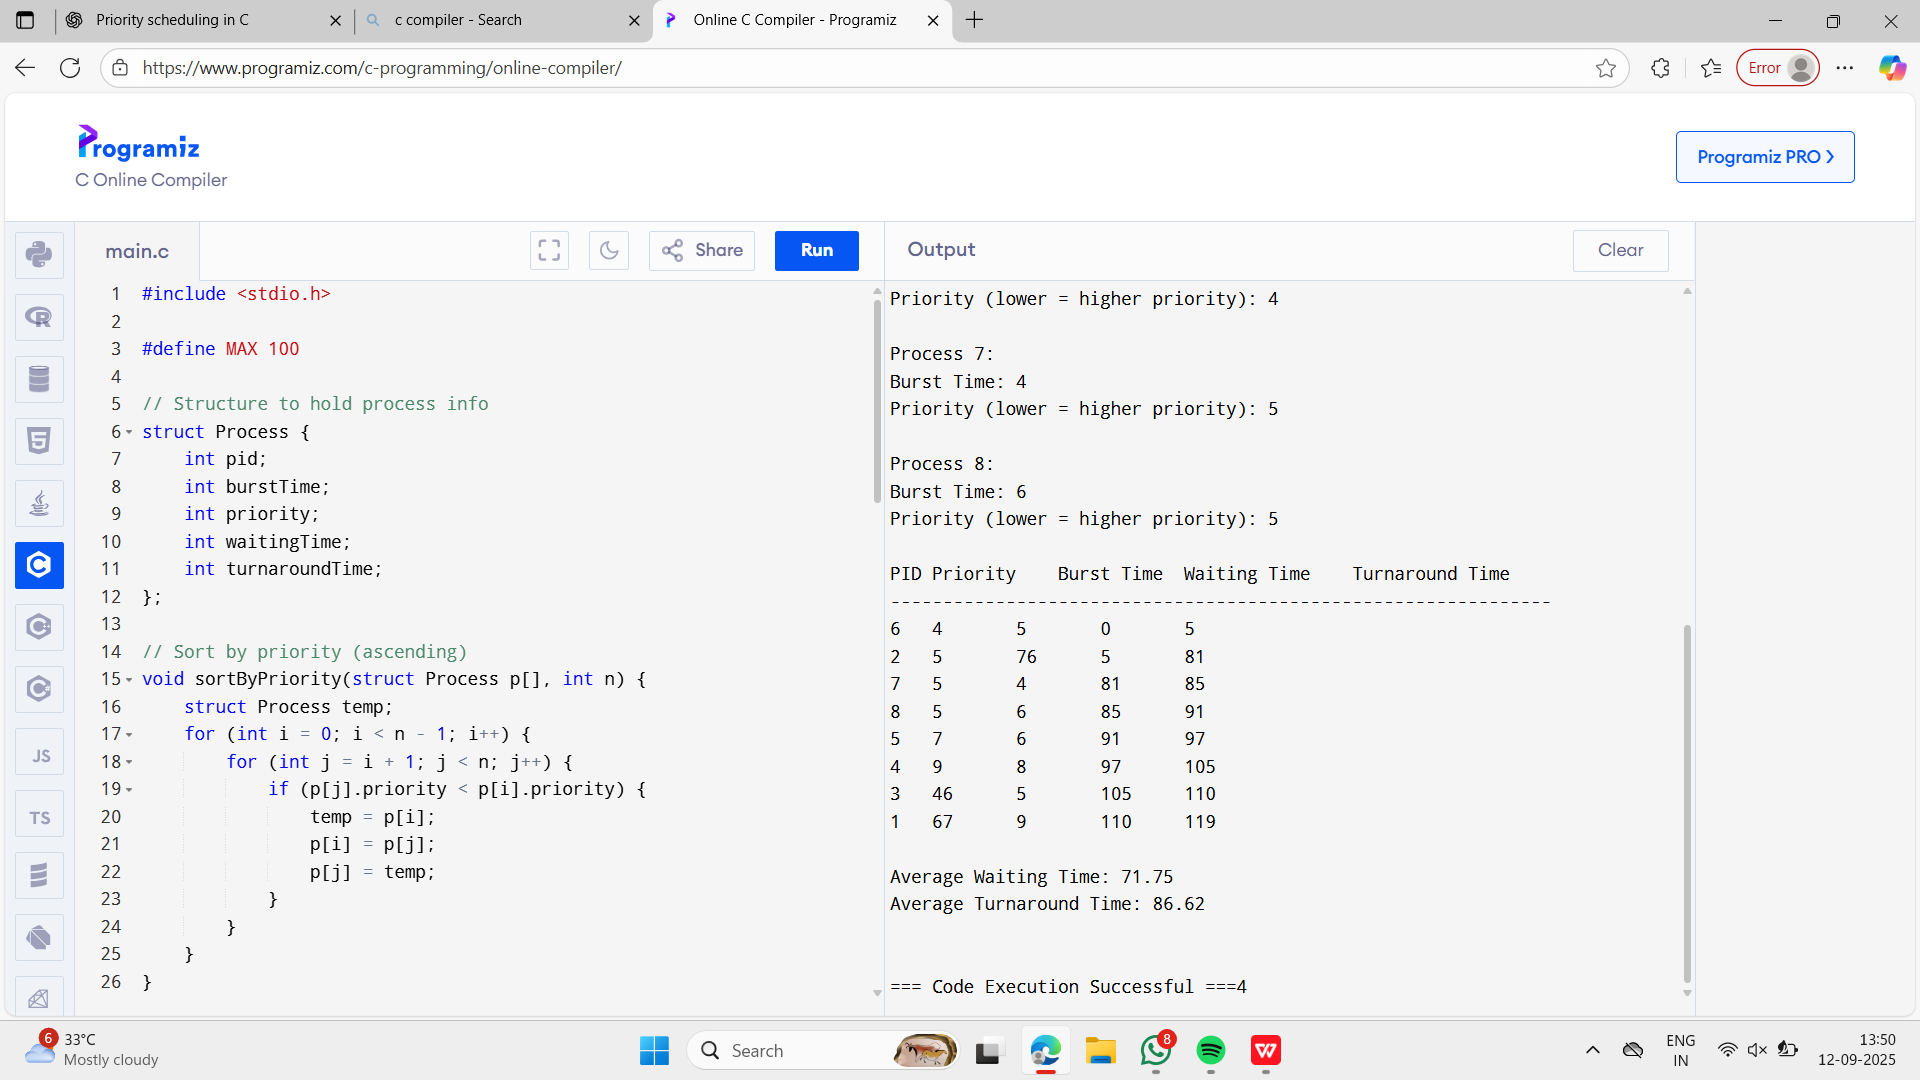 Priority scheduling in C
c compiler - Search
Online C Compiler - Programiz
https://www.programiz.com/c-programming/online-compiler/
Error
Programiz
C Online Compiler
Programiz PRO
main.c
Share
Run
Output
Clear
1 #include <stdio.h>
2
3 #define MAX 100
4
5 // Structure to hold process info
6 struct Process {
7     int pid;
8     int burstTime;
9     int priority;
10     int waitingTime;
11     int turnaroundTime;
12 };
13
14 // Sort by priority (ascending)
15 void sortByPriority(struct Process p[], int n) {
16     struct Process temp;
17     for (int i = 0; i < n - 1; i++) {
18         for (int j = i + 1; j < n; j++) {
19             if (p[j].priority < p[i].priority) {
20                 temp = p[i];
21                 p[i] = p[j];
22                 p[j] = temp;
23             }
24         }
25     }
26 }
JS
TS
Priority (lower = higher priority): 4
Process 7:
Burst Time: 4
Priority (lower = higher priority): 5
Process 8:
Burst Time: 6
Priority (lower = higher priority): 5
PID Priority    Burst Time  Waiting Time    Turnaround Time
---------------------------------------------------------------
6   4       5       0       5
2   5       76      5       81
7   5       4       81      85
8   5       6       85      91
5   7       6       91      97
4   9       8       97      105
3   46      5       105     110
1   67      9       110     119
Average Waiting Time: 71.75
Average Turnaround Time: 86.62
=== Code Execution Successful ===4
6
33°C
Mostly cloudy
Search
8
ENG
IN
13:50
12-09-2025